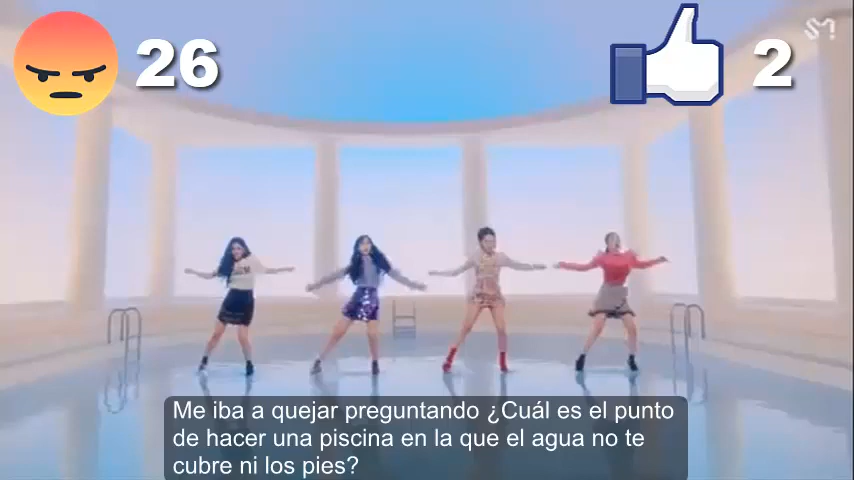 26
2
SM
Me iba a quejar preguntando ¿Cuál es el punto
de hacer una piscina en la que el agua no te
cubre ni los pies?